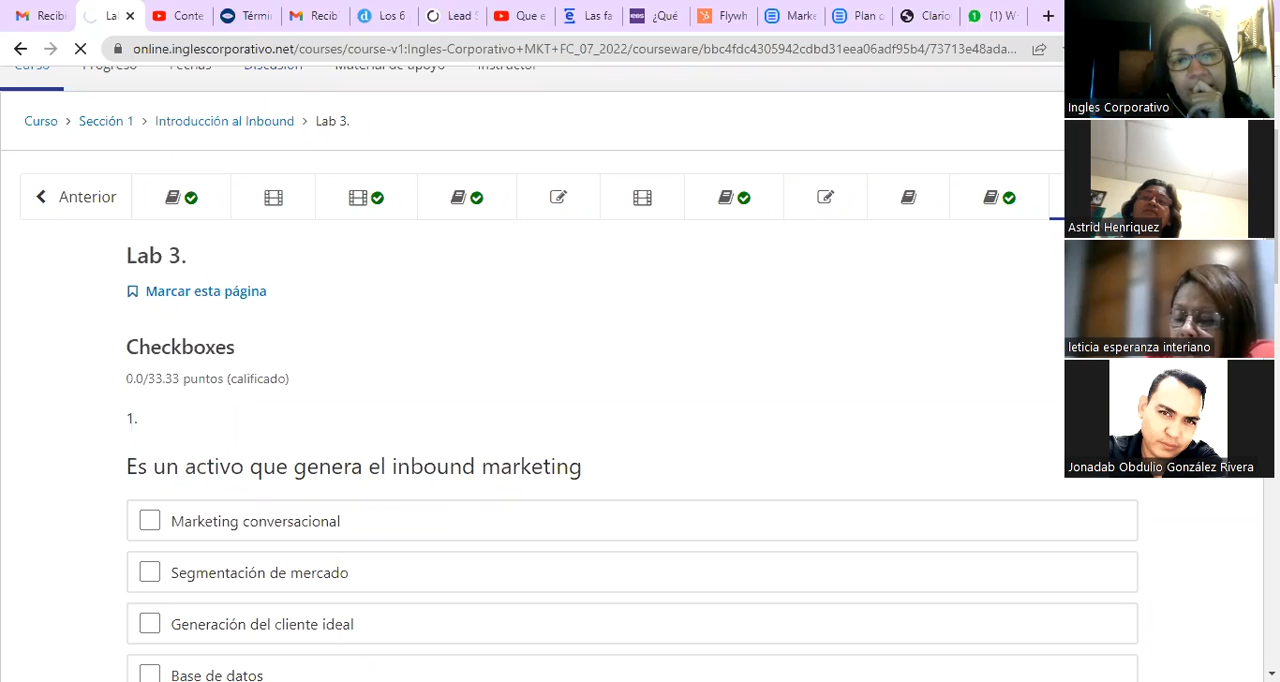 Recibi
La
Conte
Térmi
Recib
Los 6
Lead S
Que e
Las fa
¿Qué
Flywh
Marke
Plan d
Clario
(1) W
online.inglescorporativo.net/courses/course-v1:Ingles-Corporativo+MKT+FC_07_2022/courseware/bbc4fdc4305942cdbd31eea06adf95b4/73713e48ada...
Curso Progreso Fechas Discusión Material de apoyo Instructor
Curso > Sección 1 > Introducción al Inbound > Lab 3.
Anterior
Lab 3.
Marcar esta página
Checkboxes
0.0/33.33 puntos (calificado)
1.
Es un activo que genera el inbound marketing
Marketing conversacional
Segmentación de mercado
Generación del cliente ideal
Base de datos
Ingles Corporativo
Astrid Henriquez
leticia esperanza interiano
Jonadab Obdulio González Rivera